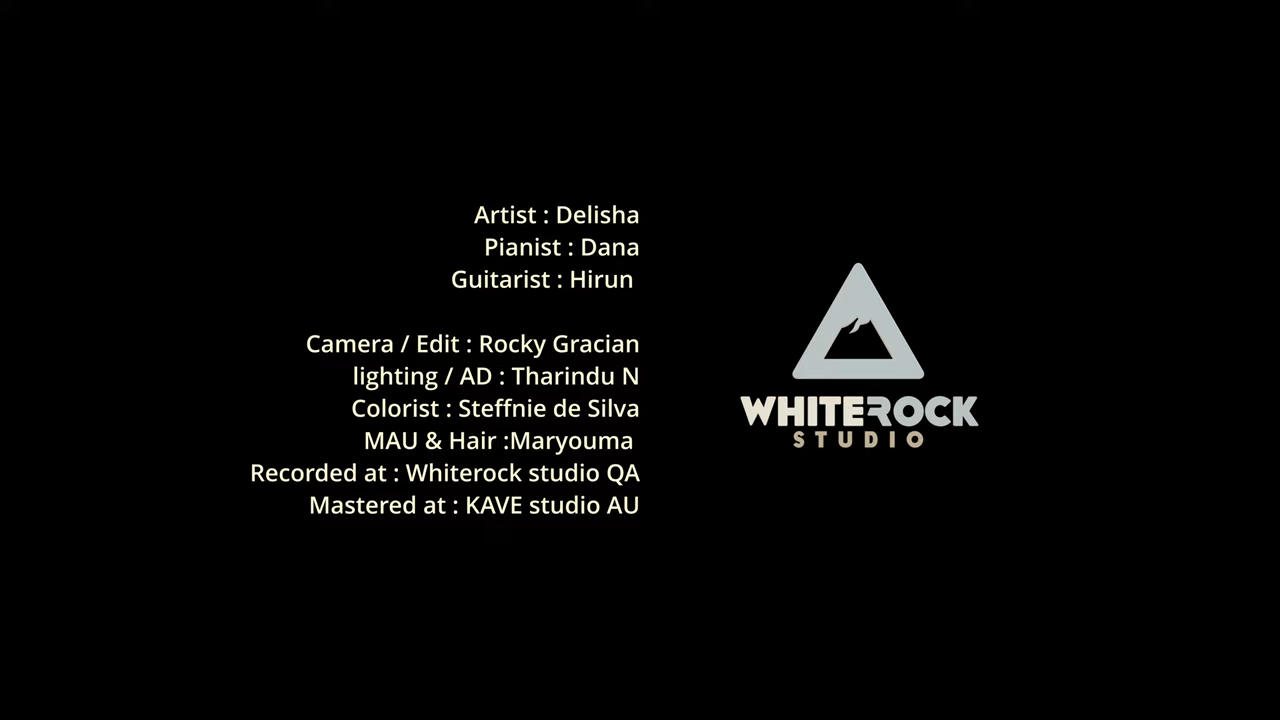 Artist : Delisha
Pianist : Dana
Guitarist : Hirun
Camera / Edit : Rocky Gracian
lighting / AD : Tharindu N
Colorist : Steffnie de Silva
MAU & Hair :Maryouma
Recorded at : Whiterock studio QA
Mastered at : KAVE studio AU
WHITEROCK
STUDIO